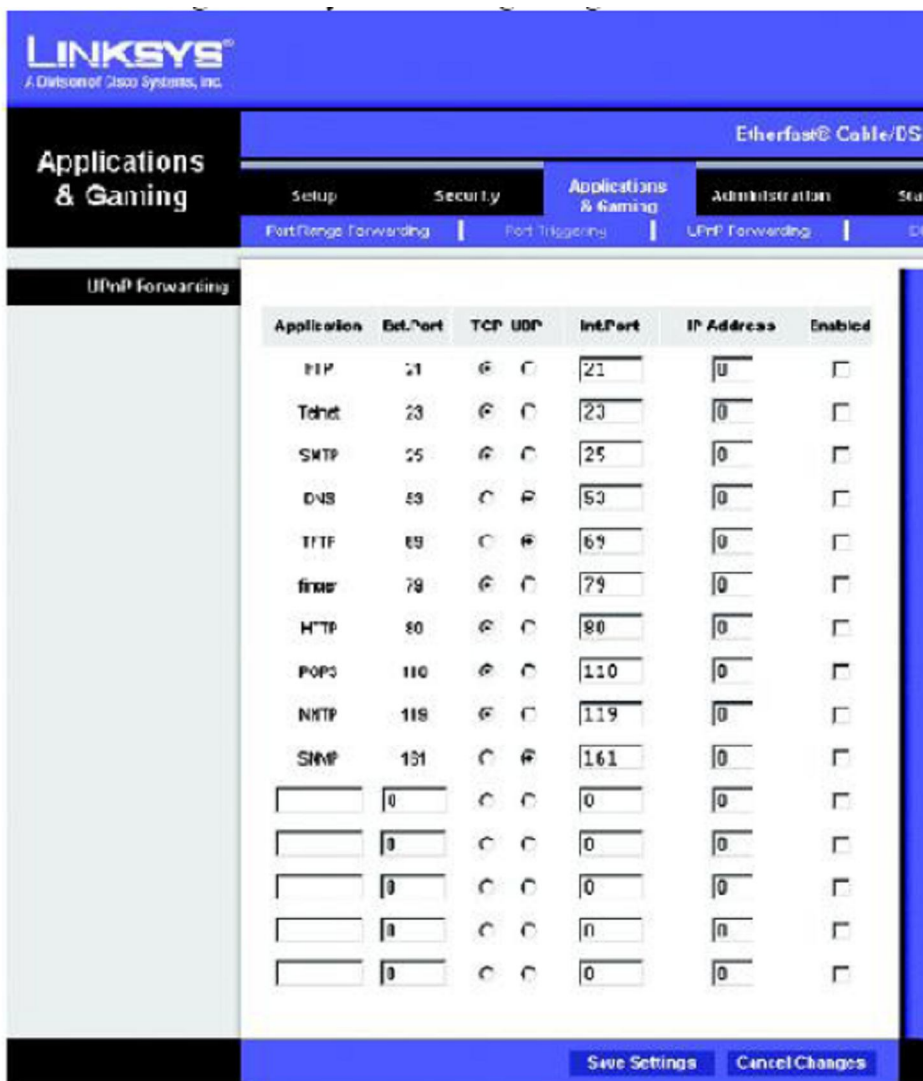 LINKSYS®
A Division of Cisco Systems, Inc.
Etherfast® Cable/DS
Applications
& Gaming
Setup Security Applications & Gaming Administration Sta
Port Range Forwarding | Port Triggering | UPnP Forwarding |
UPnP Forwarding
Application Ext.Port TCP UDP Int.Port IP Address Enabled
FTP 21 21 0
Telnet 23 23 0
SMTP 25 25 0
DNS 53 53 0
TFTP 69 69 0
finger 79 79 0
HTTP 80 80 0
POP3 110 110 0
NNTP 119 119 0
SNMP 161 161 0
0 0 0
0 0 0
0 0 0
0 0 0
0 0 0
Save Settings Cancel Changes